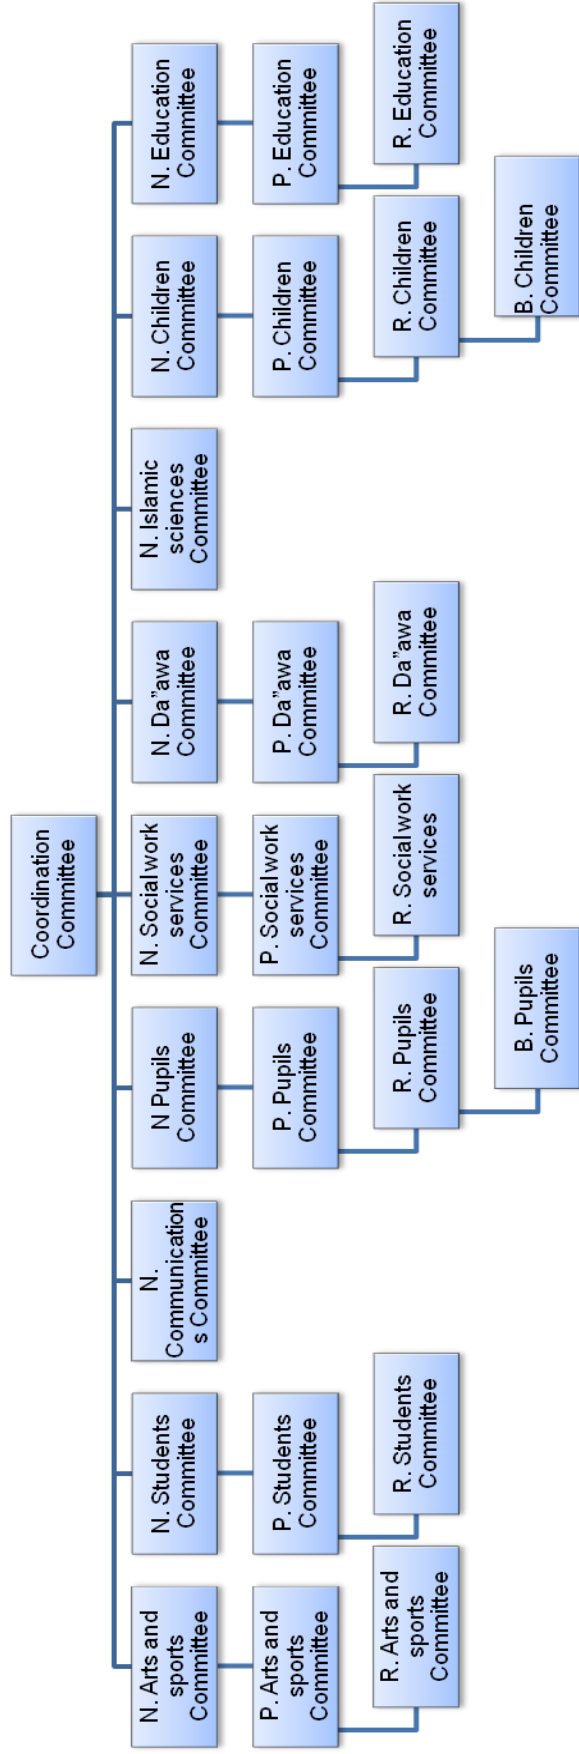 Coordination
Committee
N. Arts and
sports
Committee
N. Students
Committee
N.
Communication
s Committee
N Pupils
Committee
N. Social work
services
Committee
N. Da"awa
Committee
N. Islamic
sciences
Committee
N. Children
Committee
N. Education
Committee
P. Arts and
sports
Committee
P. Students
Committee
P. Pupils
Committee
P. Social work
services
Committee
P. Da"awa
Committee
P. Children
Committee
P. Education
Committee
R. Arts and
sports
Committee
R. Students
Committee
R. Pupils
Committee
R. Social work
services
R. Da"awa
Committee
R. Children
Committee
R. Education
Committee
B. Pupils
Committee
B. Children
Committee